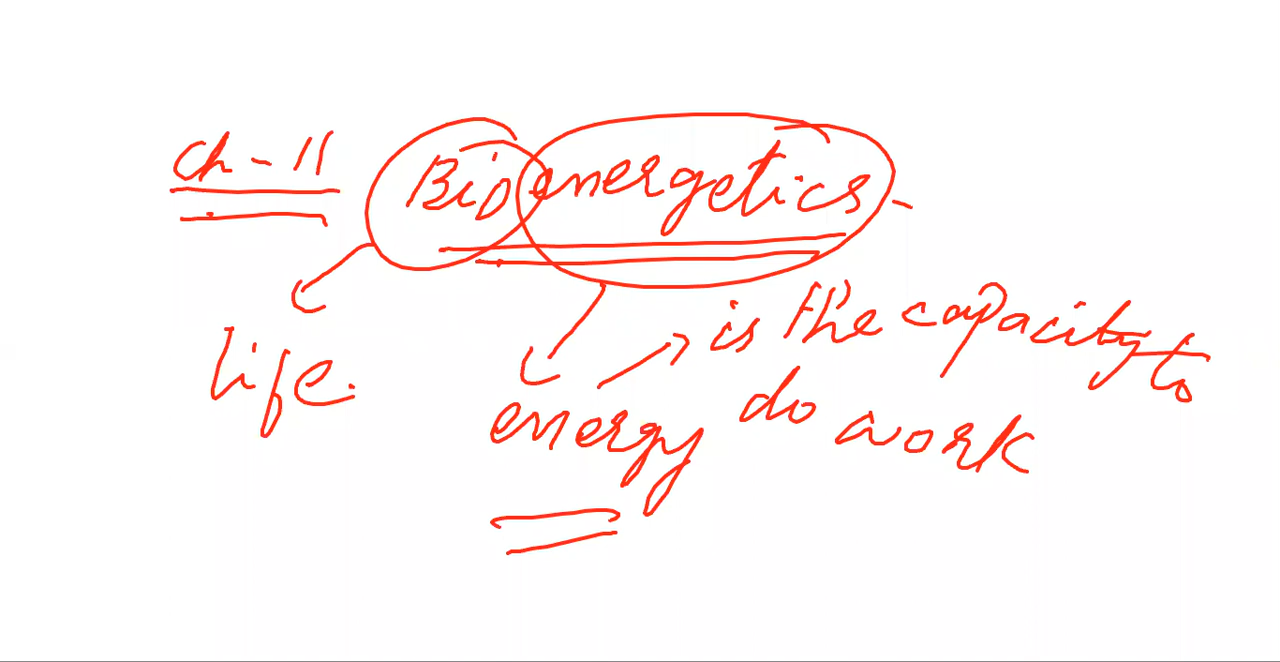 Ch - 11 Bioenergetics -
life.
energy is the capacity to
do work